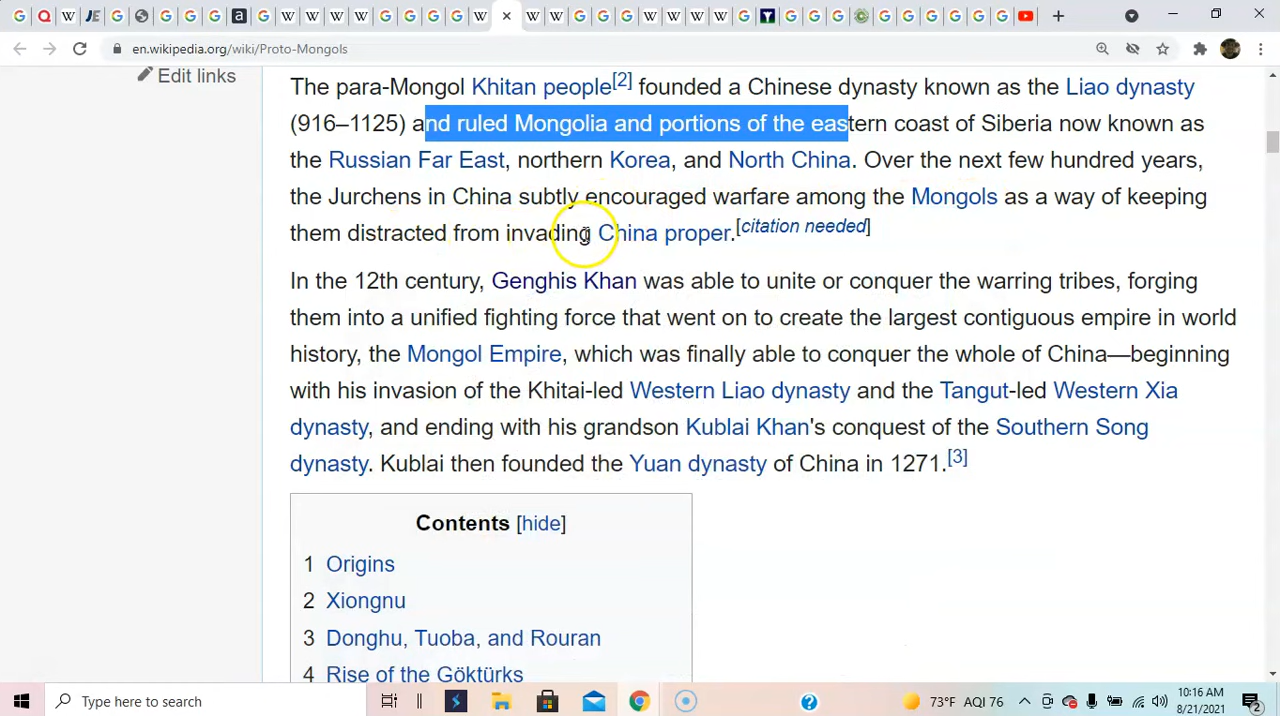 en.wikipedia.org/wiki/Proto-Mongols
Edit links
The para-Mongol Khitan people[2] founded a Chinese dynasty known as the Liao dynasty
(916–1125) and ruled Mongolia and portions of the eastern coast of Siberia now known as
the Russian Far East, northern Korea, and North China. Over the next few hundred years,
the Jurchens in China subtly encouraged warfare among the Mongols as a way of keeping
them distracted from invading China proper.[citation needed]
In the 12th century, Genghis Khan was able to unite or conquer the warring tribes, forging
them into a unified fighting force that went on to create the largest contiguous empire in world
history, the Mongol Empire, which was finally able to conquer the whole of China—beginning
with his invasion of the Khitai-led Western Liao dynasty and the Tangut-led Western Xia
dynasty, and ending with his grandson Kublai Khan's conquest of the Southern Song
dynasty. Kublai then founded the Yuan dynasty of China in 1271.[3]
Contents [hide]
1 Origins
2 Xiongnu
3 Donghu, Tuoba, and Rouran
4 Rise of the Göktürks
Type here to search
73°F AQI 76
10:16 AM
8/21/2021
2